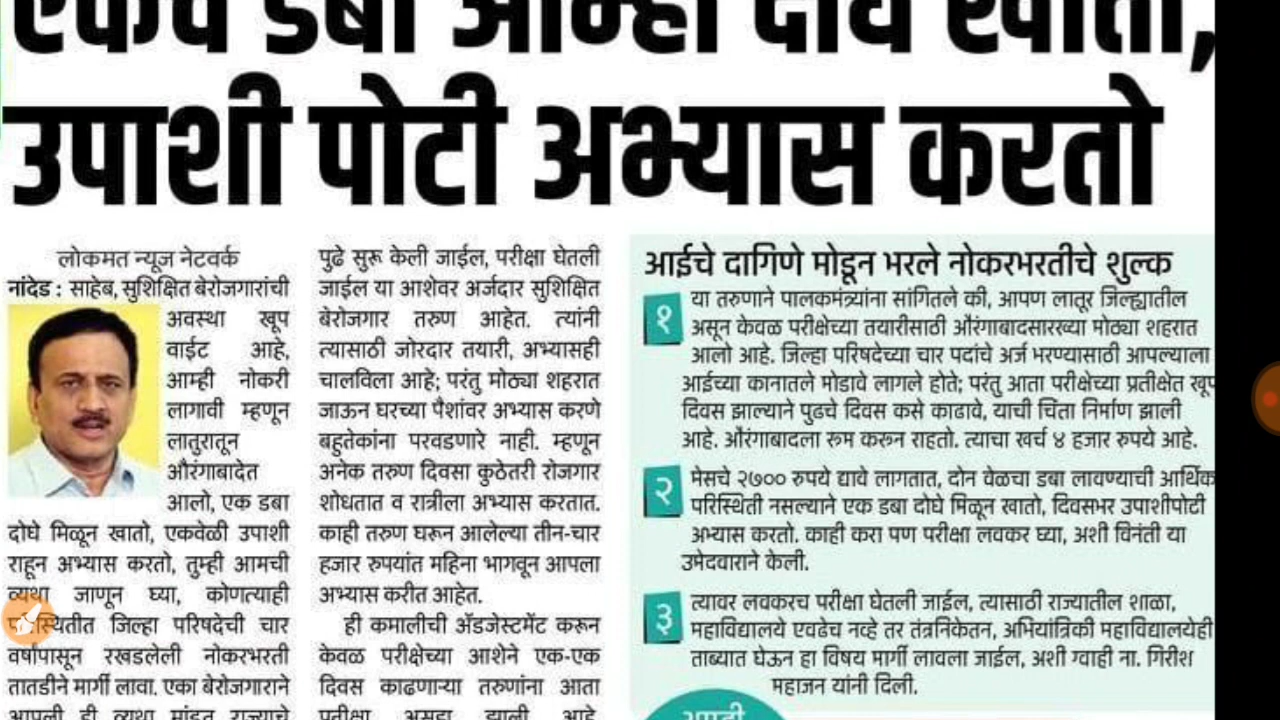 एकच डबा आम्ही दोघे खातो,
उपाशी पोटी अभ्यास करतो
लोकमत न्यूज नेटवर्क
नांदेड : साहेब, सुशिक्षित बेरोजगारांची
अवस्था खूप
वाईट आहे,
आम्ही नोकरी
लागावी म्हणून
लातुरातून
औरंगाबादेत
आलो, एक डबा
दोघे मिळून खातो, एकवेळी उपाशी
राहून अभ्यास करतो, तुम्ही आमची
व्यथा जाणून घ्या, कोणत्याही
परिस्थितीत जिल्हा परिषदेची चार
वर्षांपासून रखडलेली नोकरभरती
तातडीने मार्गी लावा. एका बेरोजगाराने
आपली ही व्यथा मांडत राज्याचे
पुढे सुरू केली जाईल, परीक्षा घेतली
जाईल या आशेवर अर्जदार सुशिक्षित
बेरोजगार तरुण आहेत. त्यांनी
त्यासाठी जोरदार तयारी, अभ्यासही
चालविला आहे; परंतु मोठ्या शहरात
जाऊन घरच्या पैशांवर अभ्यास करणे
बहुतेकांना परवडणारे नाही. म्हणून
अनेक तरुण दिवसा कुठेतरी रोजगार
शोधतात व रात्रीला अभ्यास करतात.
काही तरुण घरून आलेल्या तीन-चार
हजार रुपयांत महिना भागवून आपला
अभ्यास करीत आहेत.
ही कमालीची ॲडजेस्टमेंट करून
केवळ परीक्षेच्या आशेने एक-एक
दिवस काढणाऱ्या तरुणांना आता
प्रतीक्षा असह्य झाली आहे.
आईचे दागिणे मोडून भरले नोकरभरतीचे शुल्क
१ या तरुणाने पालकमंत्र्यांना सांगितले की, आपण लातूर जिल्ह्यातील
असून केवळ परीक्षेच्या तयारीसाठी औरंगाबादसारख्या मोठ्या शहरात
आलो आहे. जिल्हा परिषदेच्या चार पदांचे अर्ज भरण्यासाठी आपल्याला
आईच्या कानातले मोडावे लागले होते; परंतु आता परीक्षेच्या प्रतीक्षेत खूप
दिवस झाल्याने पुढचे दिवस कसे काढावे, याची चिंता निर्माण झाली
आहे. औरंगाबादला रूम करून राहतो. त्याचा खर्च ४ हजार रुपये आहे.
२ मेसचे २७०० रुपये द्यावे लागतात, दोन वेळचा डबा लावण्याची आर्थिक
परिस्थिती नसल्याने एक डबा दोघे मिळून खातो, दिवसभर उपाशीपोटी
अभ्यास करतो. काही करा पण परीक्षा लवकर घ्या, अशी विनंती या
उमेदवाराने केली.
३ त्यावर लवकरच परीक्षा घेतली जाईल, त्यासाठी राज्यातील शाळा,
महाविद्यालये एवढेच नव्हे तर तंत्रनिकेतन, अभियांत्रिकी महाविद्यालयेही
ताब्यात घेऊन हा विषय मार्गी लावला जाईल, अशी ग्वाही ना. गिरीश
महाजन यांनी दिली.